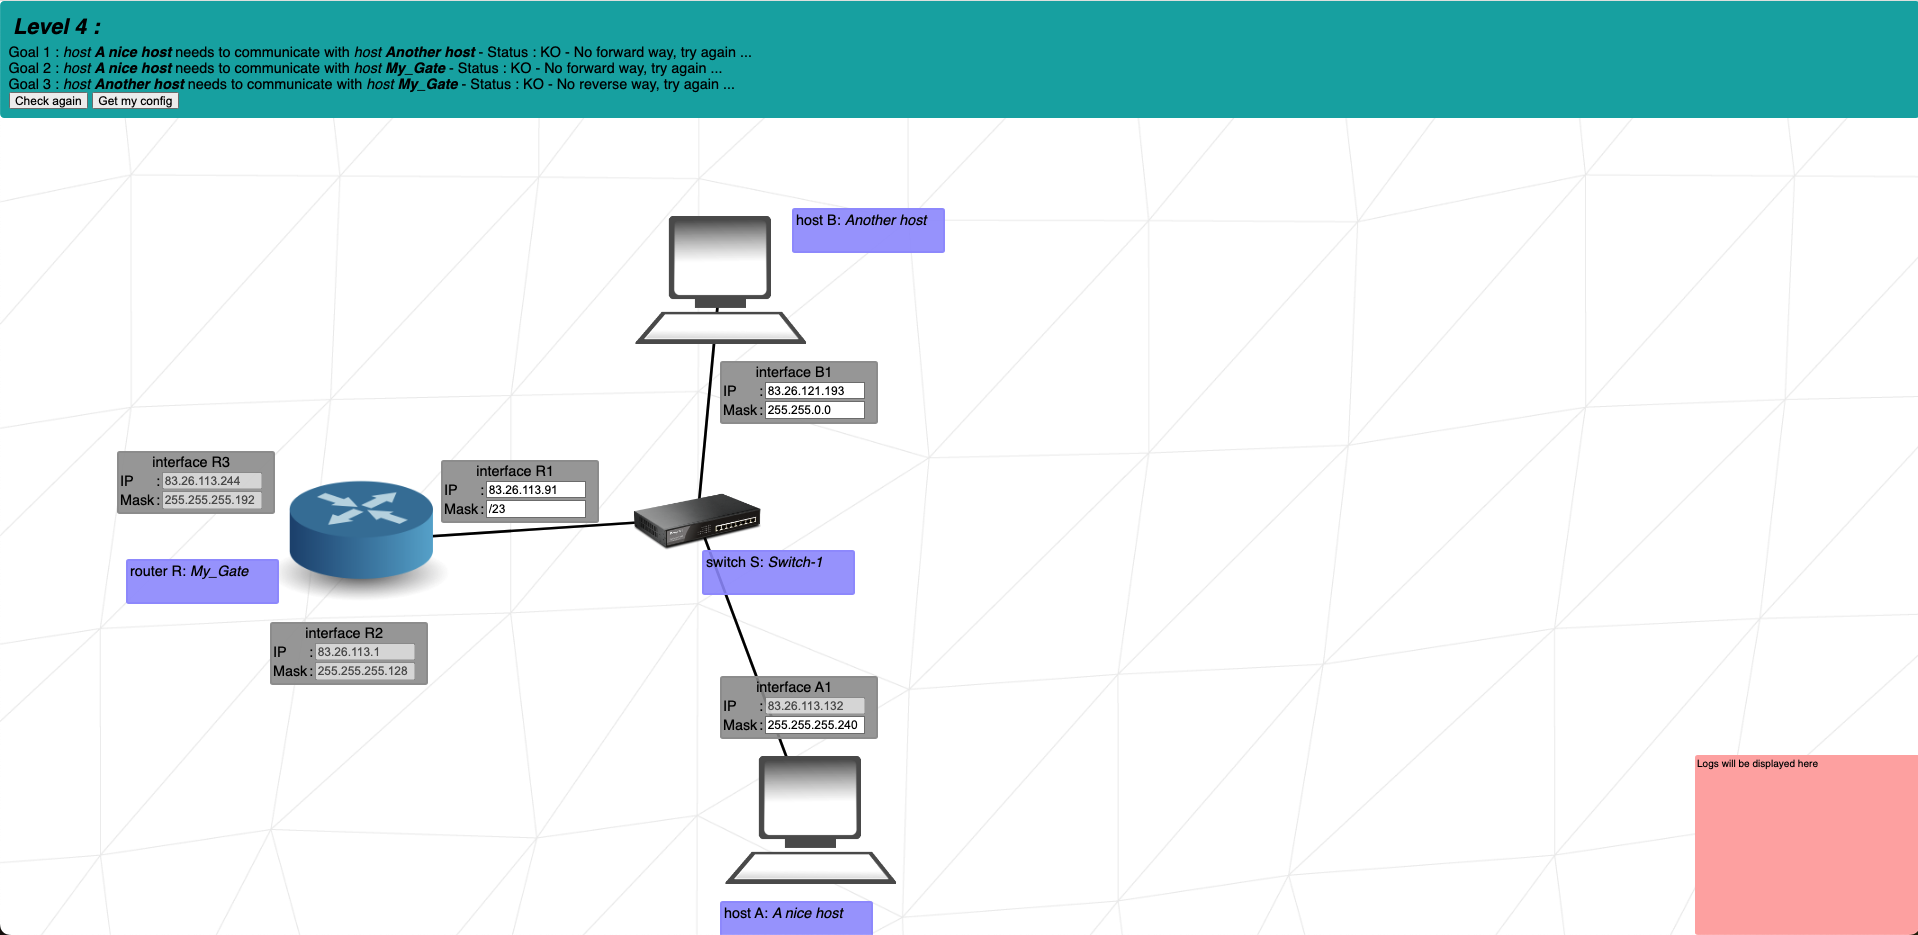 Level 4 :
Goal 1 : host A nice host needs to communicate with host Another host - Status : KO - No forward way, try again ...
Goal 2 : host A nice host needs to communicate with host My_Gate - Status : KO - No forward way, try again ...
Goal 3 : host Another host needs to communicate with host My_Gate - Status : KO - No reverse way, try again ...
Check again Get my config
host B: Another host
interface B1
IP : 83.26.121.193
Mask : 255.255.0.0
interface R3
IP : 83.26.113.244
Mask : 255.255.255.192
interface R1
IP : 83.26.113.91
Mask : /23
router R: My_Gate
switch S: Switch-1
interface R2
IP : 83.26.113.1
Mask : 255.255.255.128
interface A1
IP : 83.26.113.132
Mask : 255.255.255.240
Logs will be displayed here
host A: A nice host